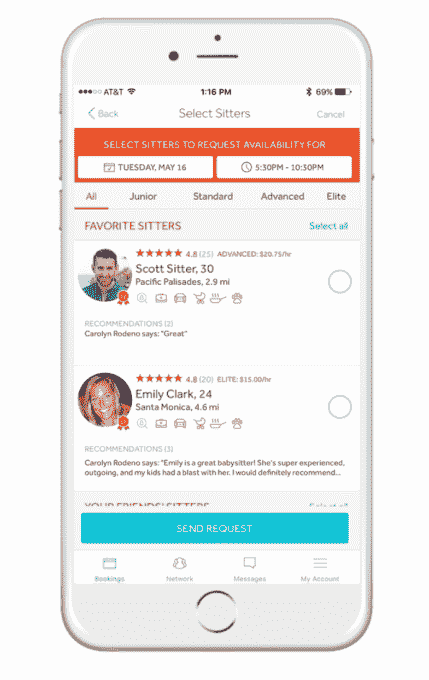 AT&T 1:16 PM 69%
Back Select Sitters Cancel
SELECT SITTERS TO REQUEST AVAILABILITY FOR
TUESDAY, MAY 16 5:30PM - 10:30PM
All Junior Standard Advanced Elite
FAVORITE SITTERS Select all
4.8 (25) ADVANCED: $20.75/hr
Scott Sitter, 30
Pacific Palisades, 2.9 mi
RECOMMENDATIONS (2)
Carolyn Rodeno says: "Great"
4.8 (20) ELITE: $15.00/hr
Emily Clark, 24
Santa Monica, 4.6 mi
RECOMMENDATIONS (3)
Carolyn Rodeno says: "Emily is a great babysitter! She's super experienced,
outgoing, and my kids had a blast with her. I would definitely recommend...
YOUR FRIENDS' SITTERS Select all
SEND REQUEST
Bookings Network Messages My Account